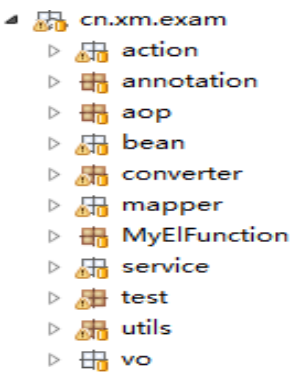 cn.xm.exam
action
annotation
aop
bean
converter
mapper
MyElFunction
service
test
utils
vo